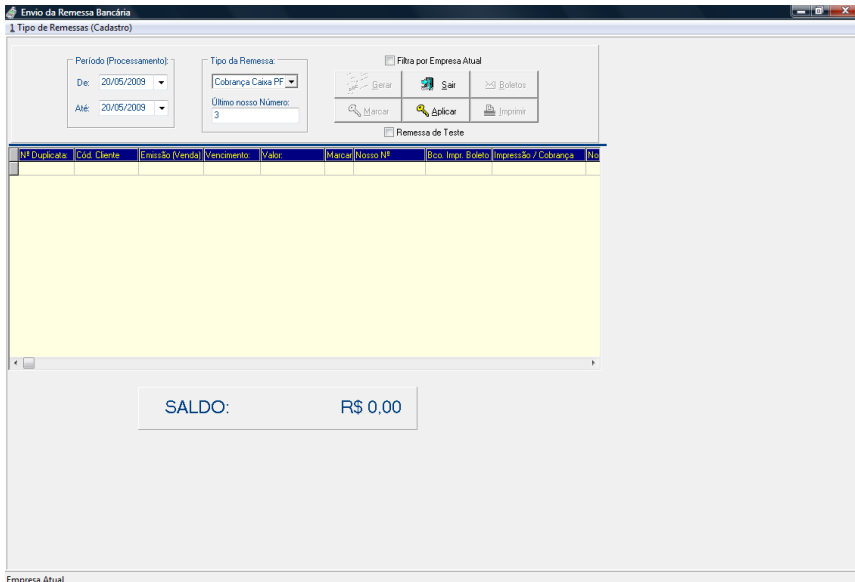 Envio da Remessa Bancária
1 Tipo de Remessas (Cadastro)
Período (Processamento):
De: 20/05/2009
Até: 20/05/2009
Tipo da Remessa:
Cobrança Caixa PF
Último nosso Número:
3
Filtra por Empresa Atual
Gerar Sair Boletos
Marcar Aplicar Imprimir
Remessa de Teste
Nº Duplicata: Cód. Cliente Emissão (Venda) Vencimento: Valor: Marcar Nosso Nº Bco. Impr. Boleto Impressão / Cobrança No
SALDO: R$ 0,00
Empresa Atual